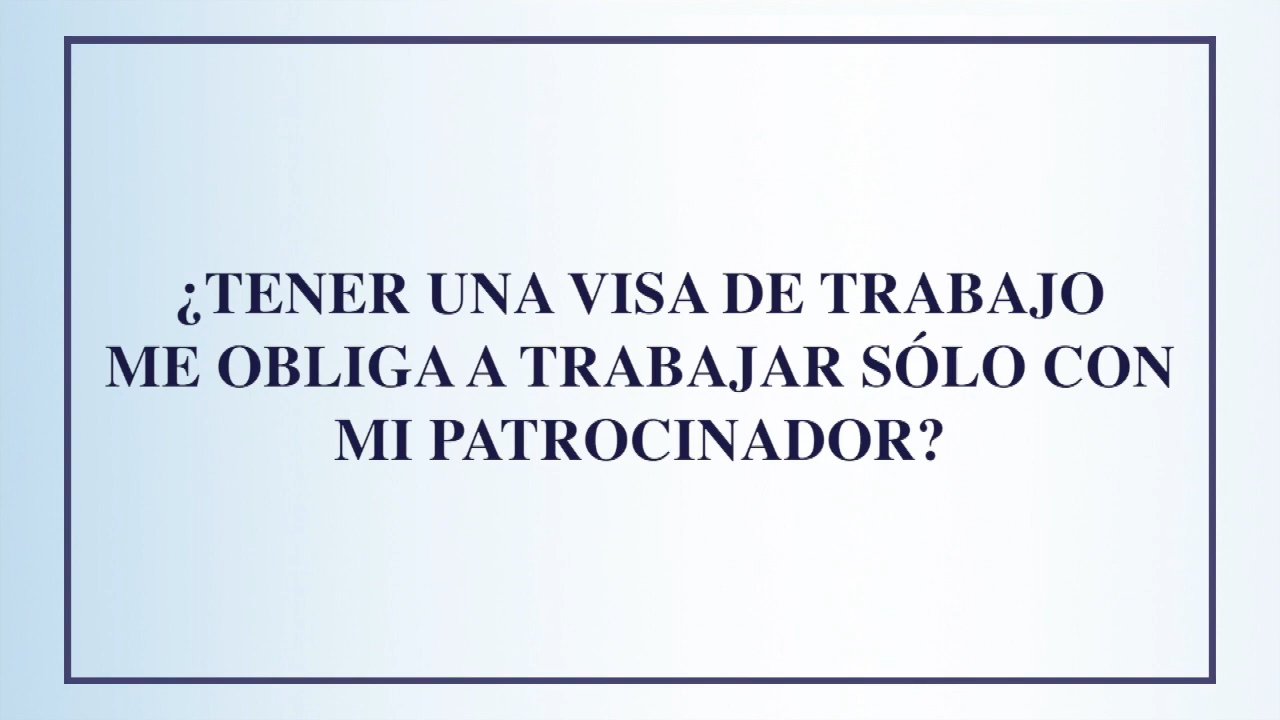 ¿TENER UNA VISA DE TRABAJO
ME OBLIGA A TRABAJAR SÓLO CON
MI PATROCINADOR?